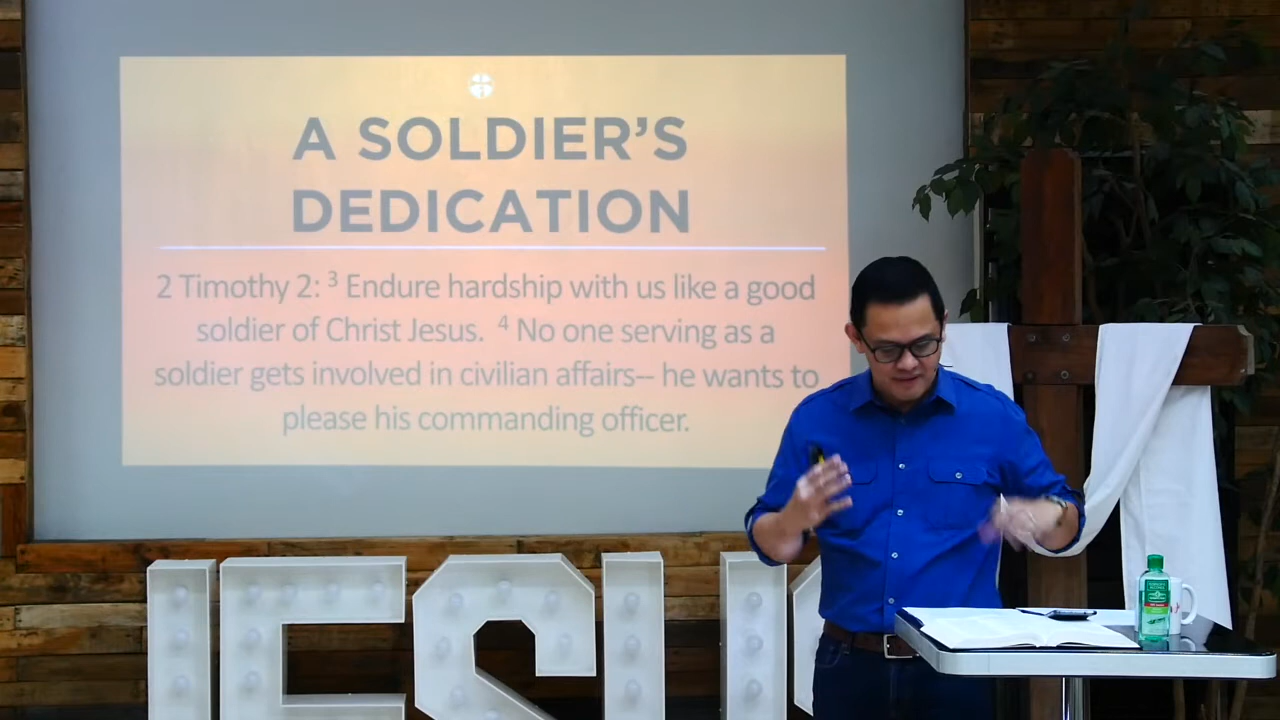 A SOLDIER'S
DEDICATION
2 Timothy 2: ³ Endure hardship with us like a good
soldier of Christ Jesus. ⁴ No one serving as a
soldier gets involved in civilian affairs-- he wants to
please his commanding officer.
JESUS